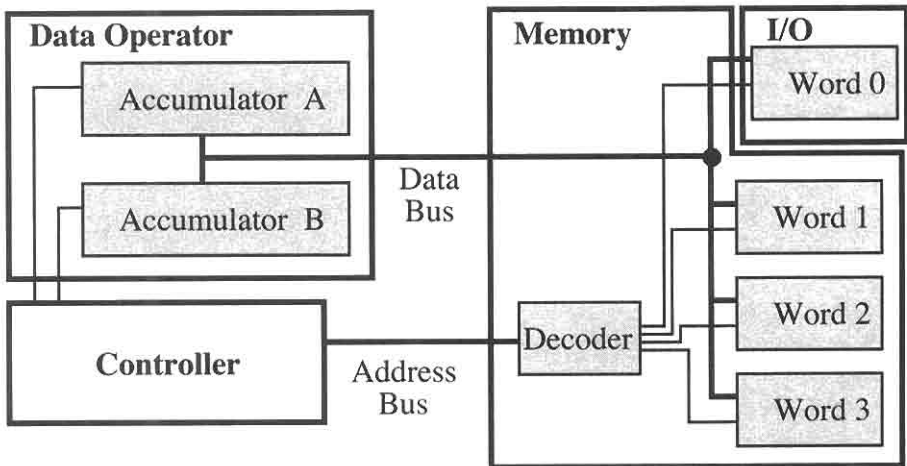 Data Operator
Accumulator A
Accumulator B
Controller
Data
Bus
Address
Bus
Memory
Decoder
I/O
Word 0
Word 1
Word 2
Word 3